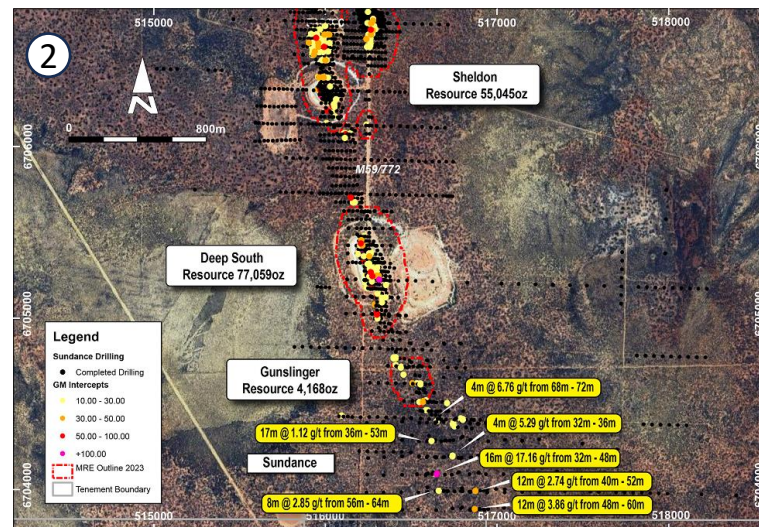 2
515000
517000
518000
N
0
800m
Sheldon
Resource 55,045oz
6706000
6706000
M59/772
Deep South
Resource 77,059oz
6705000
6705000
Legend
Sundance Drilling
Completed Drilling
GM Intercepts
10.00 - 30.00
30.00 - 50.00
50.00 - 100.00
+100.00
MRE Outline 2023
Tenement Boundary
Gunslinger
Resource 4,168oz
4m @ 6.76 g/t from 68m - 72m
4m @ 5.29 g/t from 32m - 36m
17m @ 1.12 g/t from 36m - 53m
16m @ 17.16 g/t from 32m - 48m
Sundance
12m @ 2.74 g/t from 40m - 52m
8m @ 2.85 g/t from 56m - 64m
12m @ 3.86 g/t from 48m - 60m
6704000
6704000
515000
516000
517000
518000